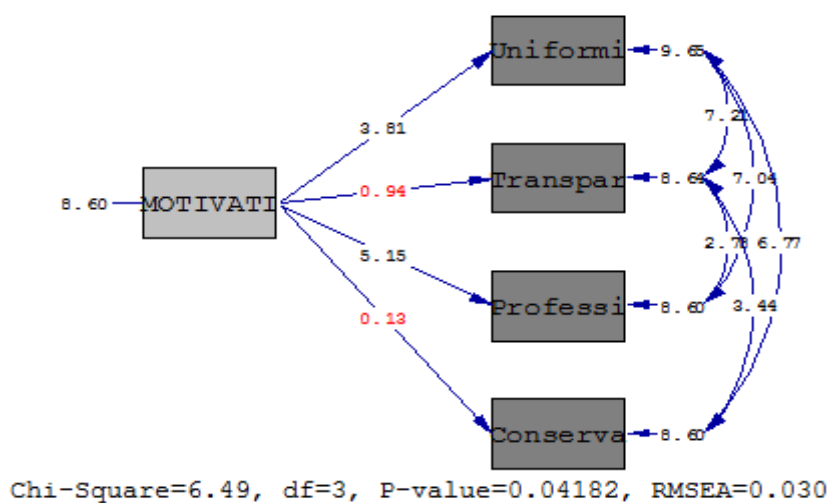 Uniformi
9.65
3.81
7.21
MOTIVATI
8.60
0.94
Transpar
8.64
7.04
5.15
2.78
6.77
Professi
8.60
3.44
0.13
Conserva
8.60
Chi-Square=6.49, df=3, P-value=0.04182, RMSEA=0.030